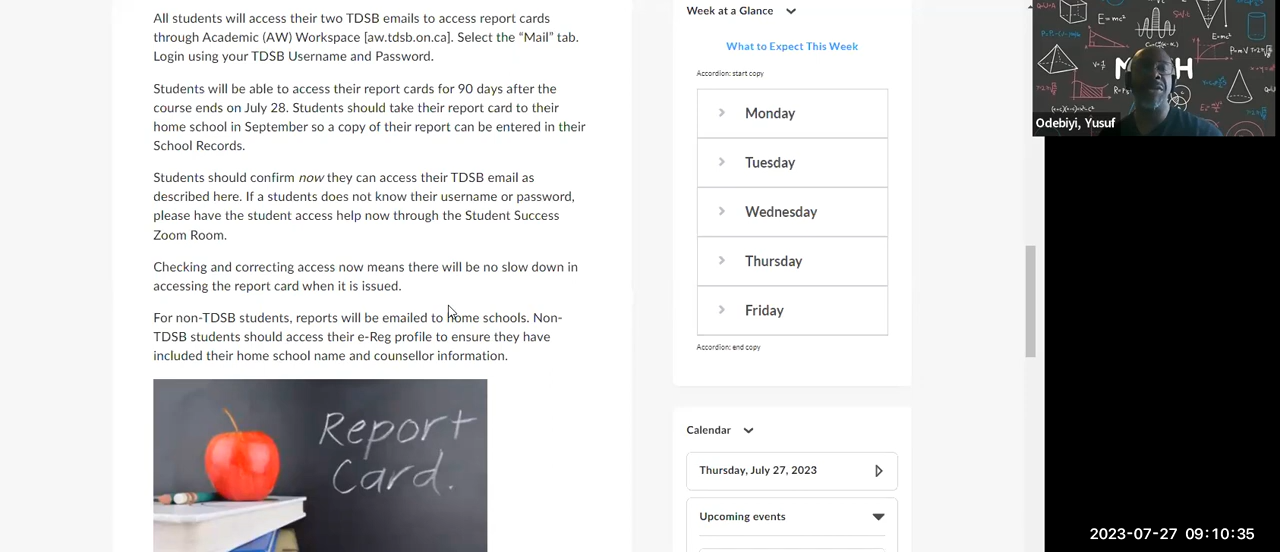 All students will access their two TDSB emails to access report cards
through Academic (AW) Workspace [aw.tdsb.on.ca]. Select the “Mail” tab.
Login using your TDSB Username and Password.
Students will be able to access their report cards for 90 days after the
course ends on July 28. Students should take their report card to their
home school in September so a copy of their report can be entered in their
School Records.
Students should confirm now they can access their TDSB email as
described here. If a students does not know their username or password,
please have the student access help now through the Student Success
Zoom Room.
Checking and correcting access now means there will be no slow down in
accessing the report card when it is issued.
For non-TDSB students, reports will be emailed to home schools. Non-
TDSB students should access their e-Reg profile to ensure they have
included their home school name and counsellor information.
Report
Card.
Week at a Glance
What to Expect This Week
Accordion: start copy
Monday
Tuesday
Wednesday
Thursday
Friday
Accordion: end copy
Calendar
Thursday, July 27, 2023
Upcoming events
E=mc²
Odebiyi, Yusuf
2023-07-27 09:10:35